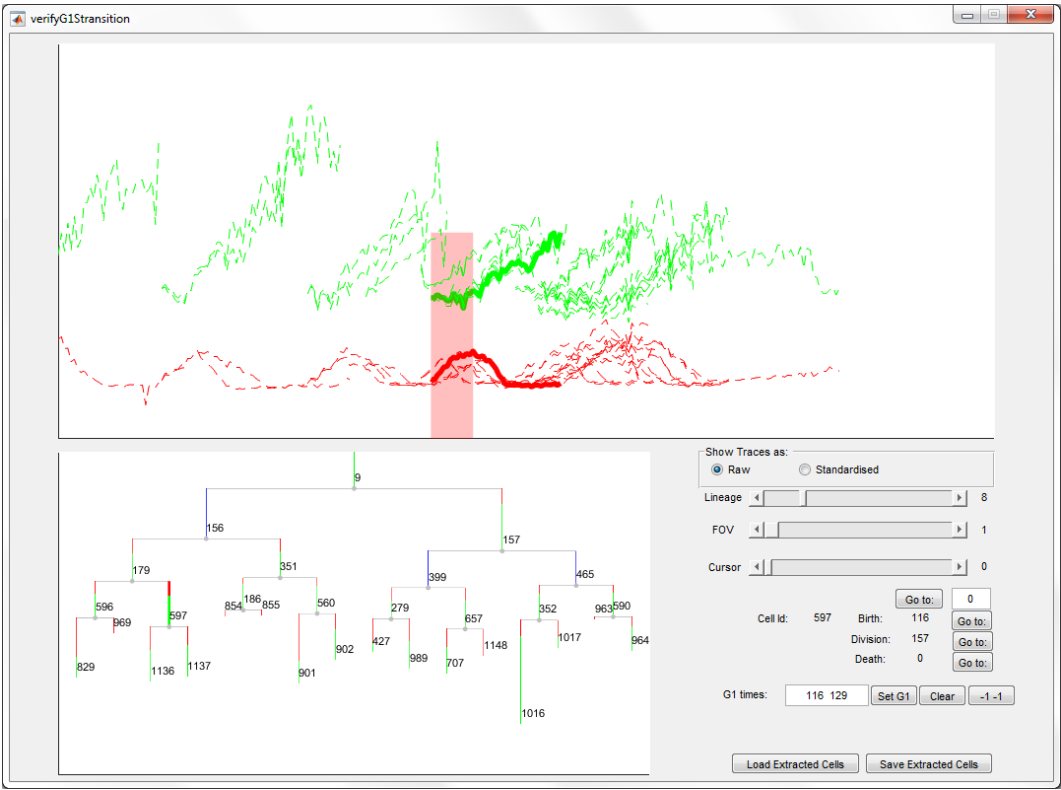 verifyG1Stransition
Show Traces as:
Raw Standardised
Lineage 8
FOV 1
Cursor 0
Go to: 0
Cell Id: 597 Birth: 116 Go to:
Division: 157 Go to:
Death: 0 Go to:
G1 times: 116 129 Set G1 Clear -1 -1
Load Extracted Cells Save Extracted Cells
9
156 157
179 351 399 465
596 597 186 560 279 657 352 590
969 854 855 963
829 1136 1137 901 902 427 989 707 1148 1017 964
1016